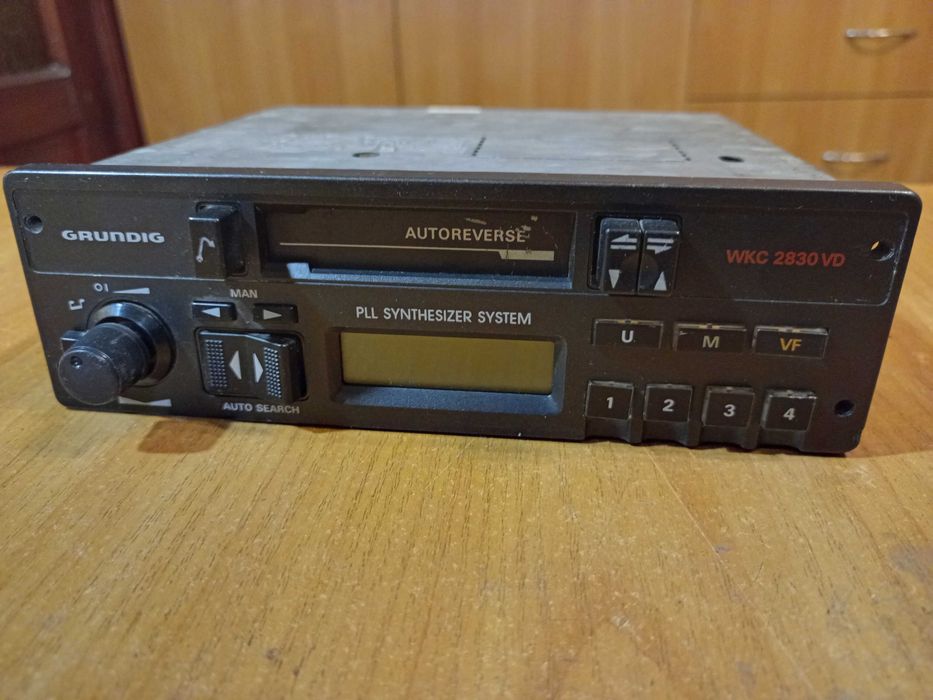 GRUNDIG
AUTOREVERSE
WKC 2830 VD
MAN
PLL SYNTHESIZER SYSTEM
U
M
VF
AUTO SEARCH
1
2
3
4